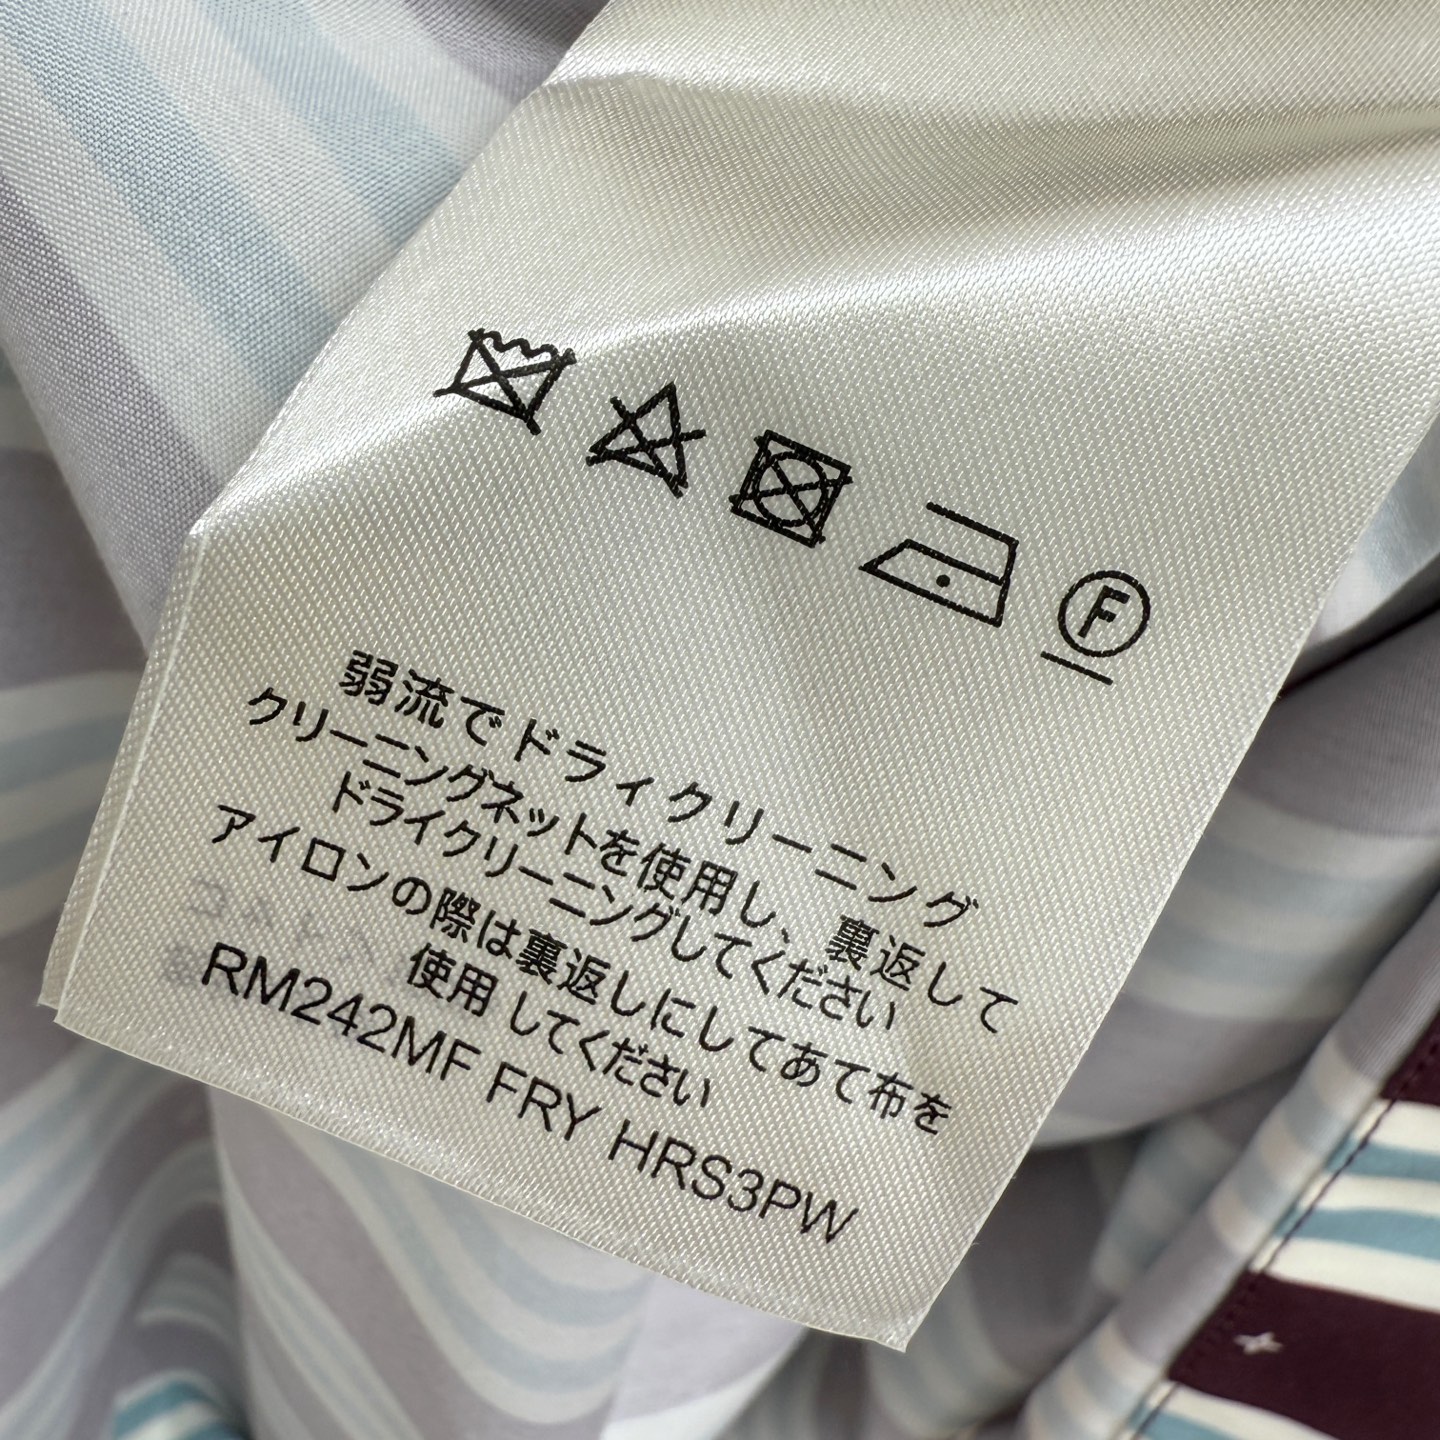 F
弱流でドライクリーニング
クリーニングネットを使用し、裏返して
ドライクリーニングしてください
アイロンの際は裏返しにしてあて布を
使用してください
RM242MF FRY HRS3PW